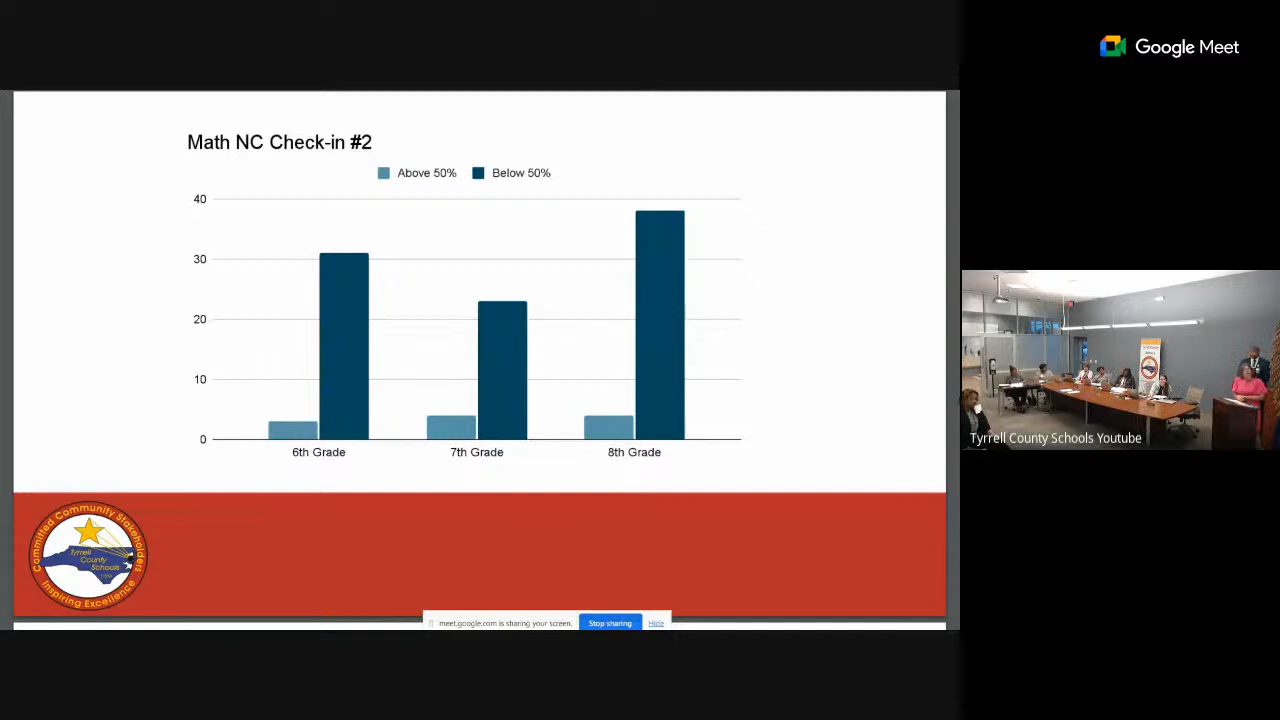 Google Meet
Math NC Check-in #2
Above 50% Below 50%
40
30
20
10
0
6th Grade 7th Grade 8th Grade
Committed Community Stakeholders
Tyrrell
County
Schools
Inspiring Excellence
meet.google.com is sharing your screen. Stop sharing Hide
Tyrrell County Schools Youtube